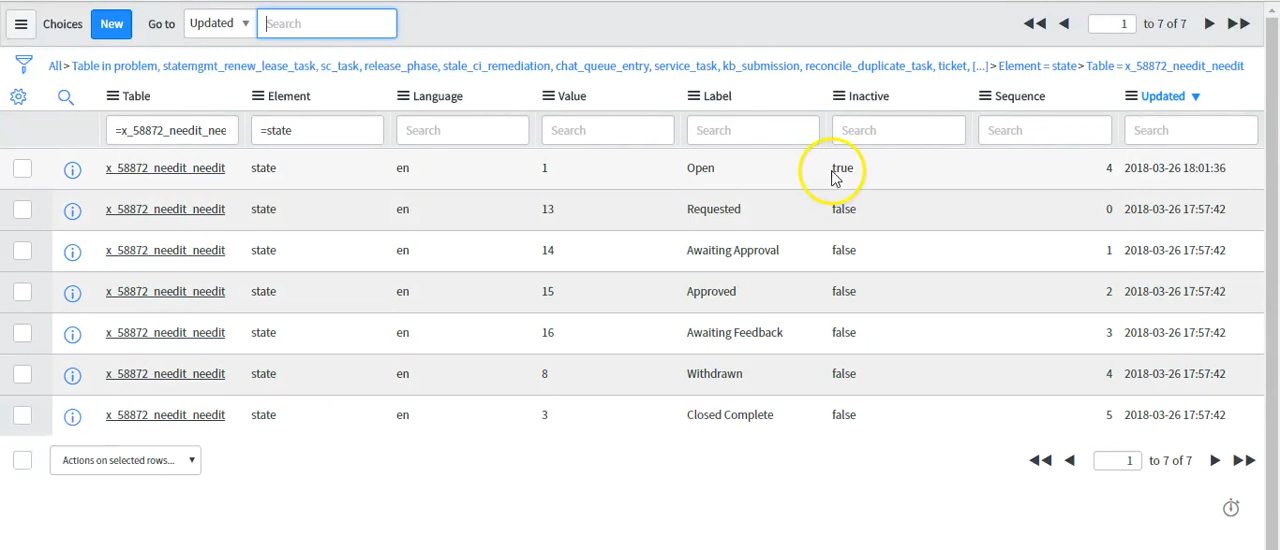 Choices New Go to Updated Search 1 to 7 of 7
All > Table in problem, statemgmt_renew_lease_task, sc_task, release_phase, stale_ci_remediation, chat_queue_entry, service_task, kb_submission, reconcile_duplicate_task, ticket, [...] > Element = state > Table = x_58872_needit_needit
Table Element Language Value Label Inactive Sequence Updated
=x_58872_needit_nee =state Search Search Search Search Search Search
x_58872_needit_needit state en 1 Open true 4 2018-03-26 18:01:36
x_58872_needit_needit state en 13 Requested false 0 2018-03-26 17:57:42
x_58872_needit_needit state en 14 Awaiting Approval false 1 2018-03-26 17:57:42
x_58872_needit_needit state en 15 Approved false 2 2018-03-26 17:57:42
x_58872_needit_needit state en 16 Awaiting Feedback false 3 2018-03-26 17:57:42
x_58872_needit_needit state en 8 Withdrawn false 4 2018-03-26 17:57:42
x_58872_needit_needit state en 3 Closed Complete false 5 2018-03-26 17:57:42
Actions on selected rows... 1 to 7 of 7